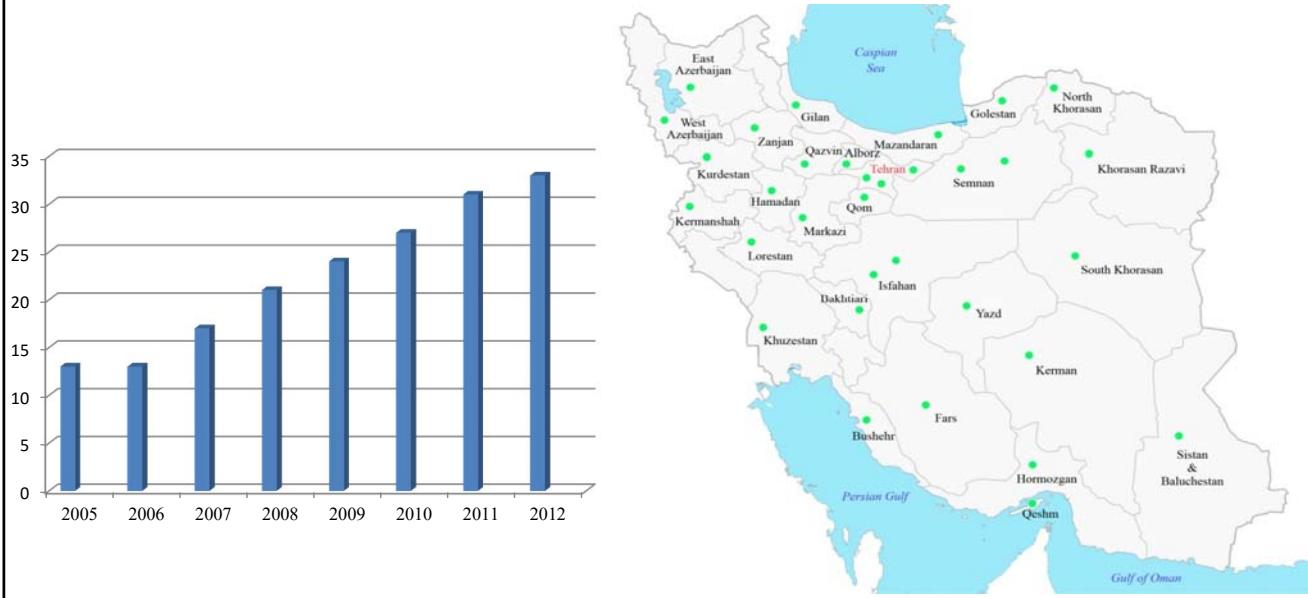 35
30
25
20
15
10
5
0
2005 2006 2007 2008 2009 2010 2011 2012
Caspian
Sea
East
Azerbaijan
North
Khorasan
Golestan
Gilan
West
Azerbaijan
Zanjan
Mazandaran
Qazvin
Alborz
Tehran
Khorasan Razavi
Kurdestan
Semnan
Hamadan
Qom
Kermanshah
Markazi
Lorestan
South Khorasan
Isfahan
Bakhtiari
Yazd
Khuzestan
Kerman
Fars
Bushehr
Sistan
&
Baluchestan
Hormozgan
Persian Gulf
Qeshm
Gulf of Oman